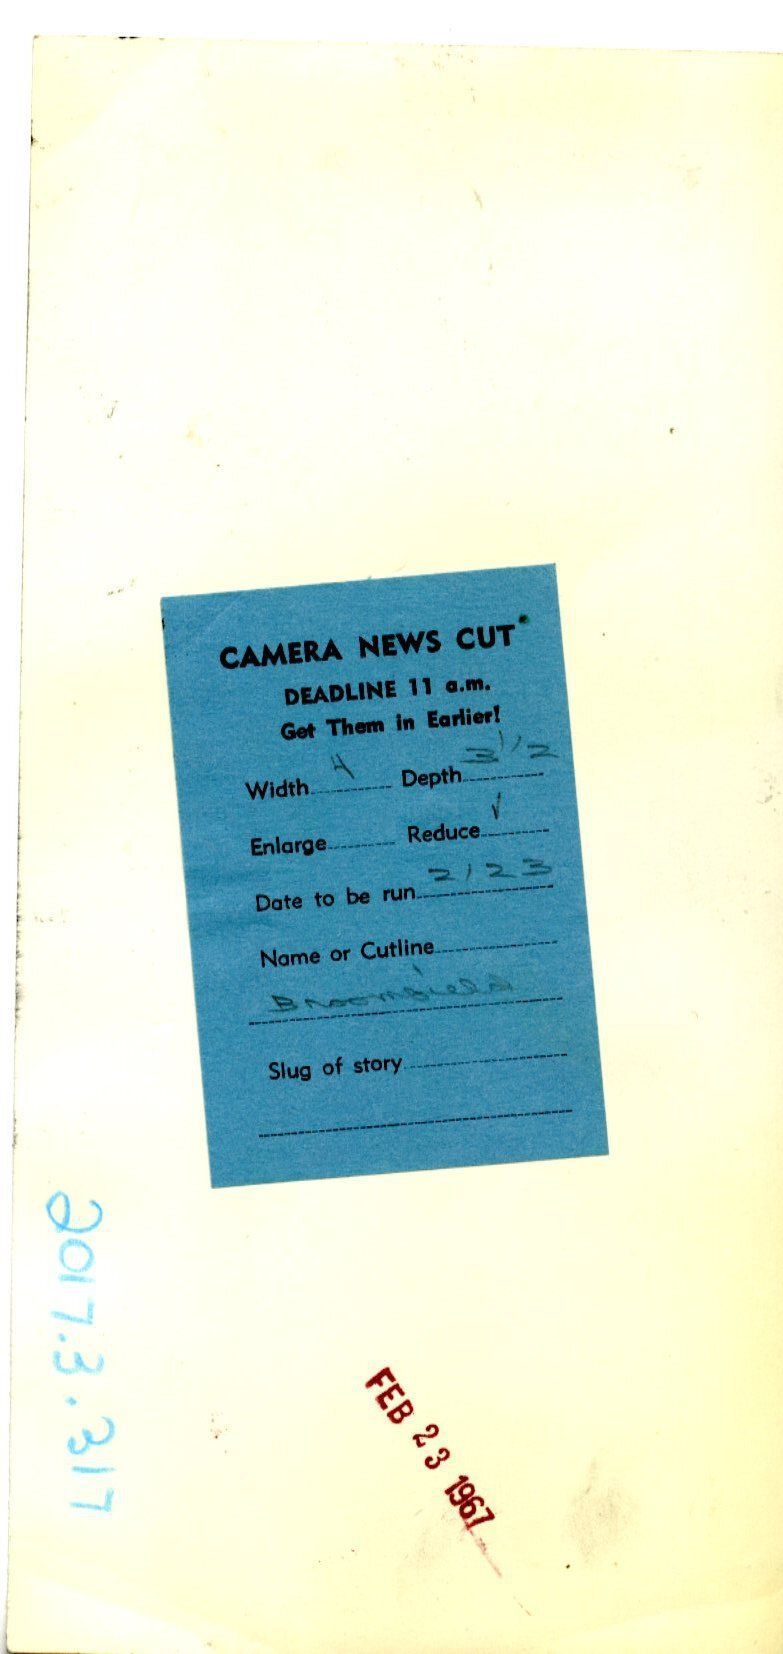 CAMERA NEWS CUT
DEADLINE 11 a.m.
Get Them in Earlier!
Width 4 Depth 3 1/2
Enlarge Reduce ✓
Date to be run 2/23
Name or Cutline
Broomfield
Slug of story
2017.3.317
FEB 23 1967